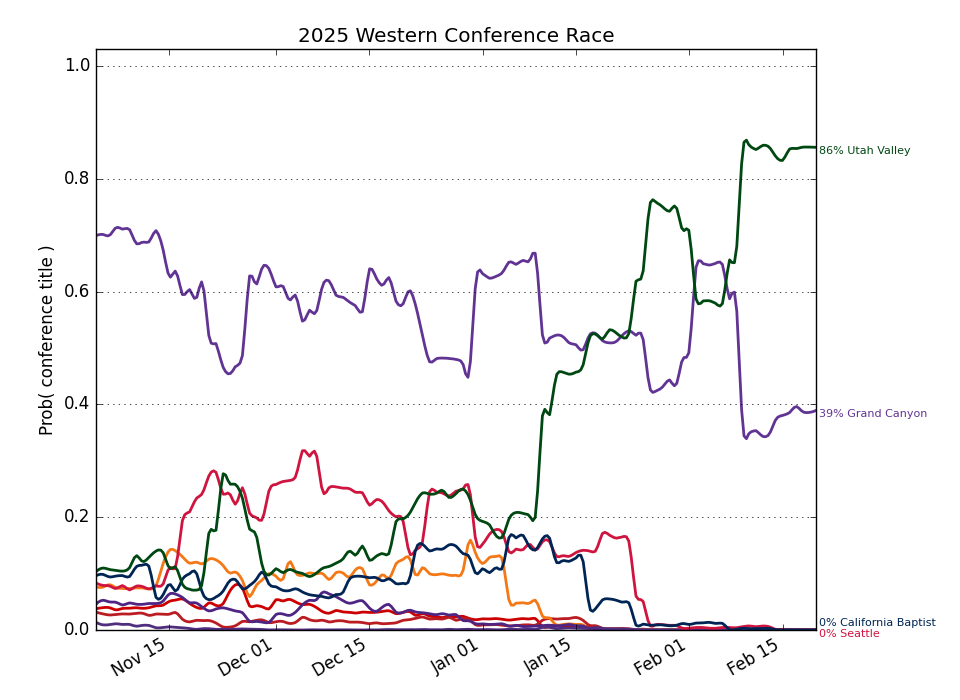 2025 Western Conference Race
Prob( conference title )
1.0
0.8
0.6
0.4
0.2
0.0
86% Utah Valley
39% Grand Canyon
0% California Baptist
0% Seattle
Nov 15
Dec 01
Dec 15
Jan 01
Jan 15
Feb 01
Feb 15